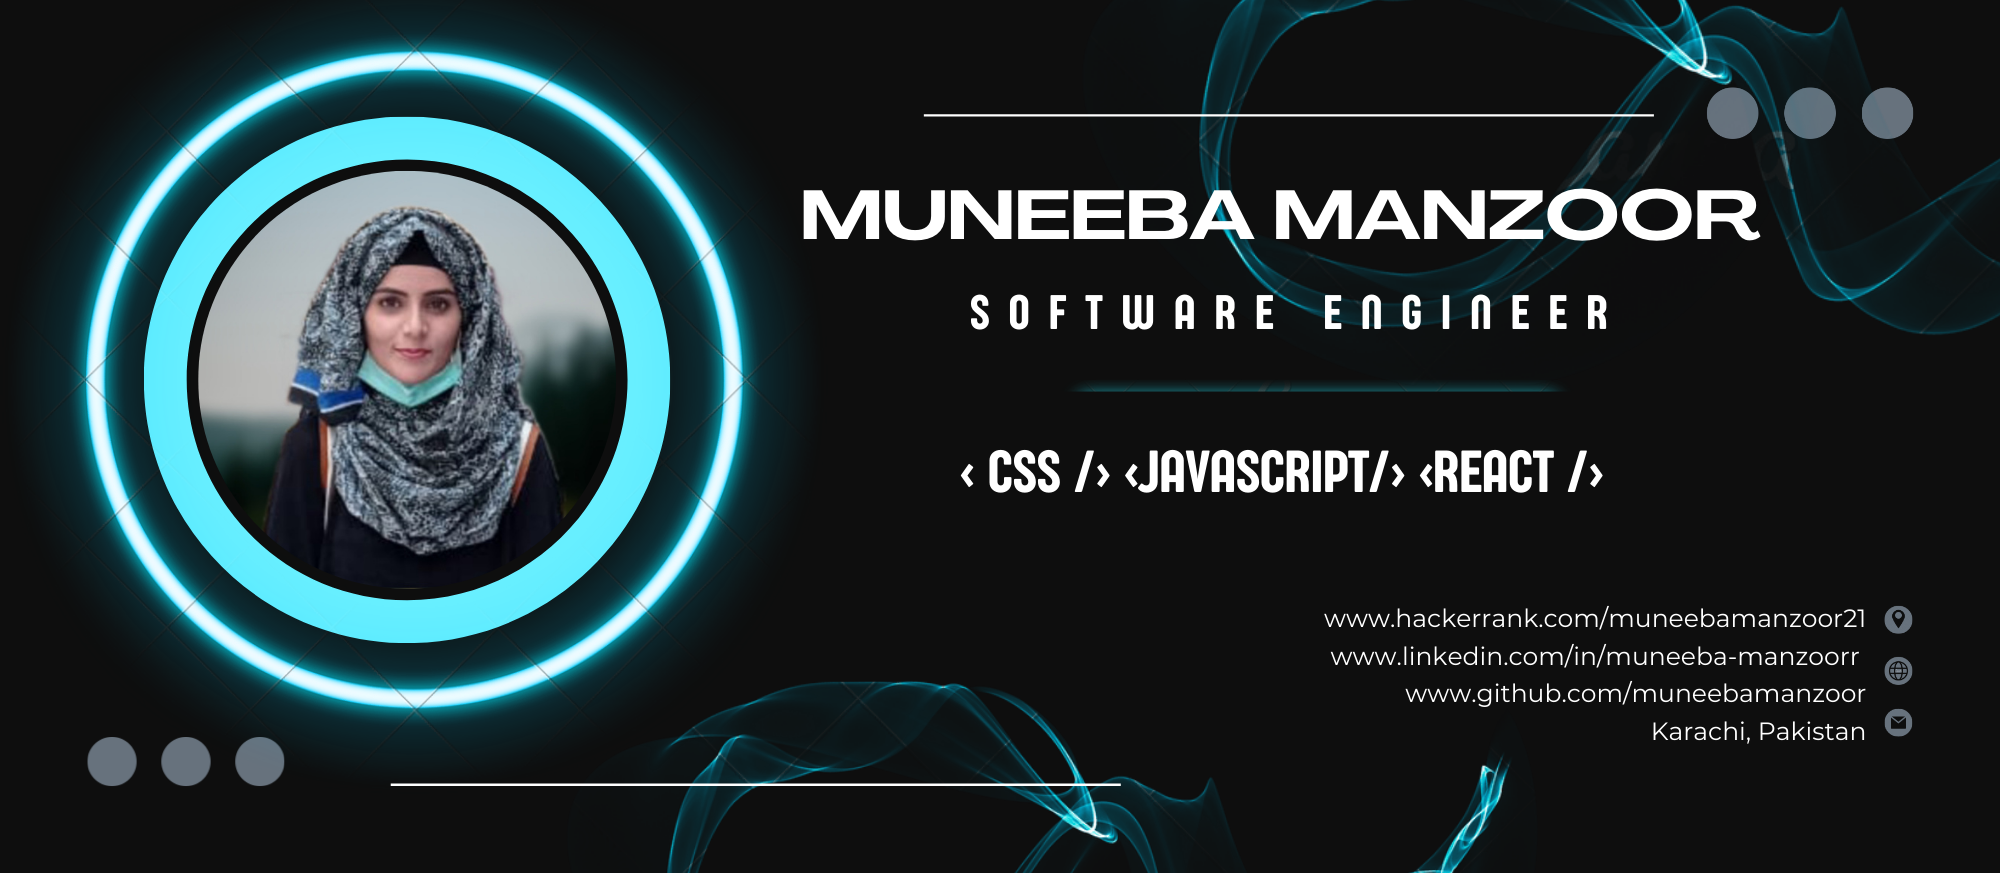 MUNEEBA MANZOOR
SOFTWARE ENGINEER
< CSS /> <JAVASCRIPT/> <REACT />
www.hackerrank.com/muneebamanzoor21
www.linkedin.com/in/muneeba-manzoorr
www.github.com/muneebamanzoor
Karachi, Pakistan